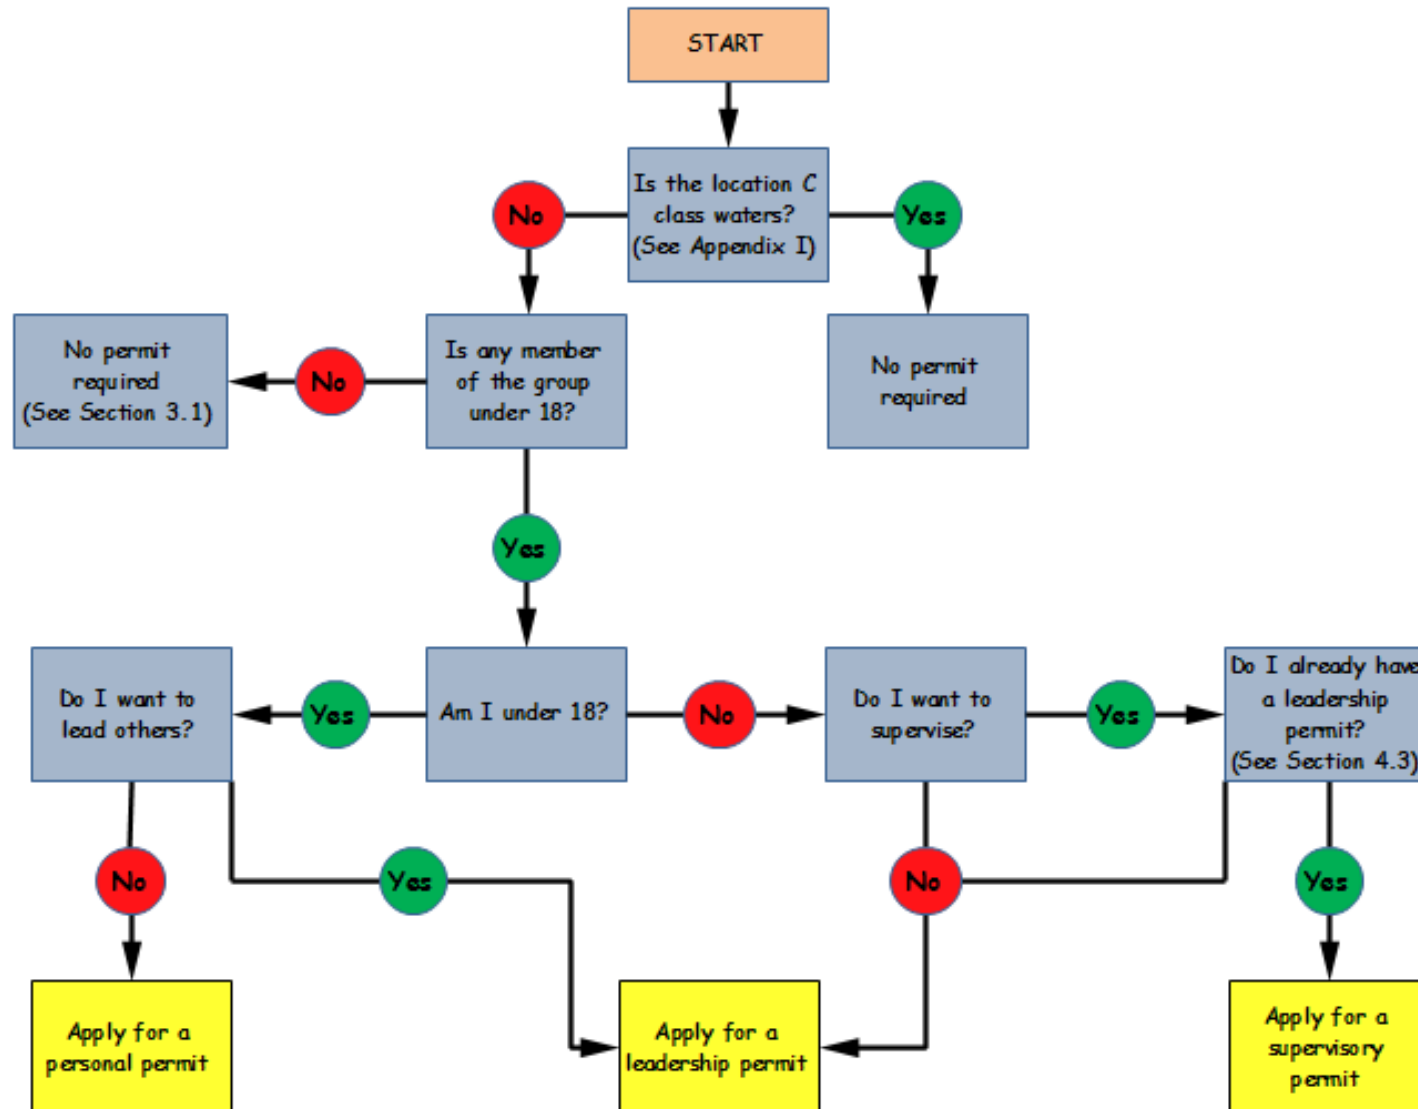 START
Is the location C
class waters?
(See Appendix I)
No
Yes
No permit
required
(See Section 3.1)
No
Is any member
of the group
under 18?
No permit
required
Yes
Do I want to
lead others?
Yes
Am I under 18?
No
Do I want to
supervise?
Yes
Do I already have
a leadership
permit?
(See Section 4.3)
No
Yes
No
Yes
Apply for a
personal permit
Apply for a
leadership permit
Apply for a
supervisory
permit